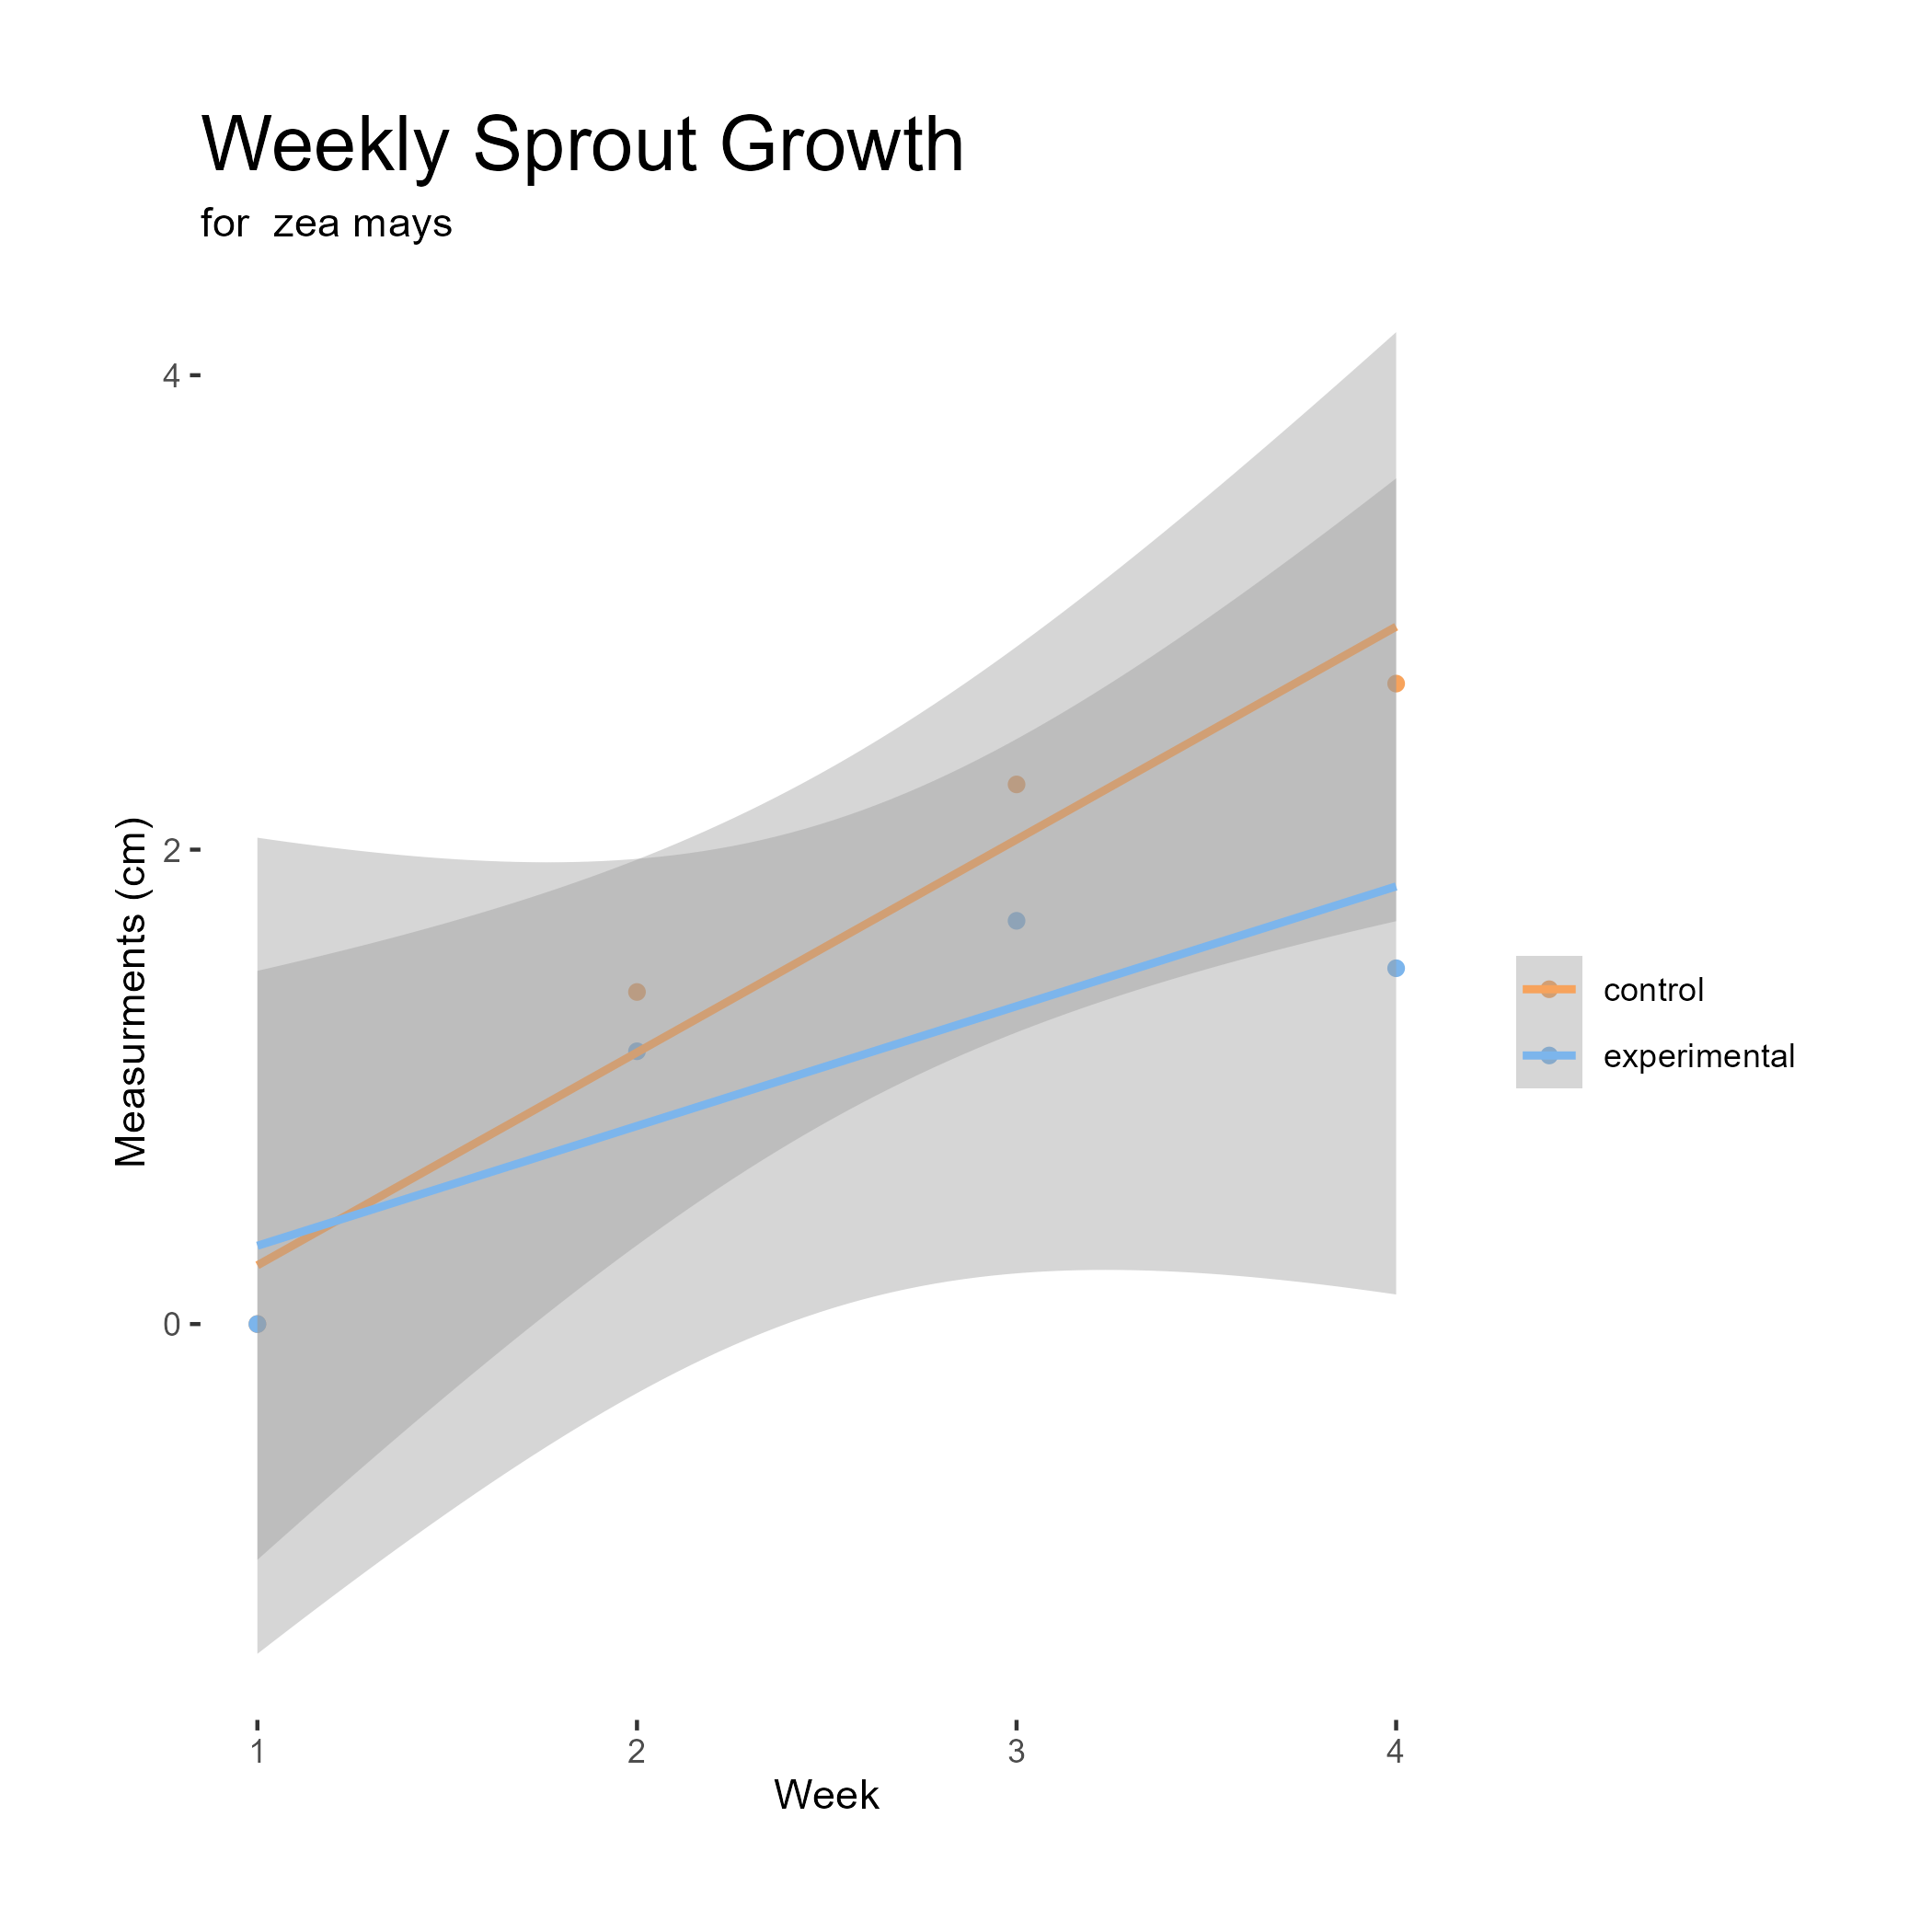 Weekly Sprout Growth
for  zea mays
Measurments (cm)
4
2
0
1 2 3 4
Week
control
experimental